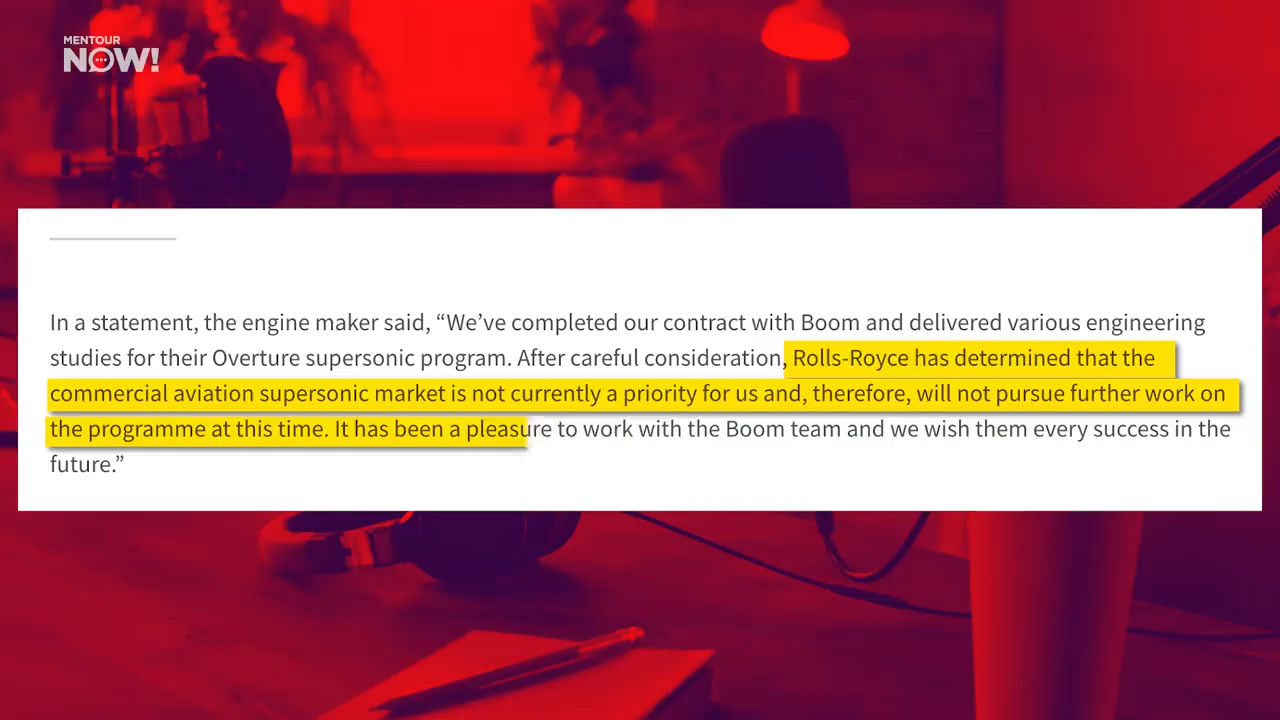 MENTOUR
NOW!
In a statement, the engine maker said, “We’ve completed our contract with Boom and delivered various engineering
studies for their Overture supersonic program. After careful consideration, Rolls-Royce has determined that the
commercial aviation supersonic market is not currently a priority for us and, therefore, will not pursue further work on
the programme at this time. It has been a pleasure to work with the Boom team and we wish them every success in the
future.”